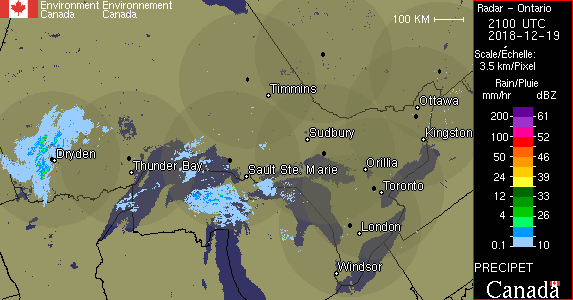 Environment Environnement
Canada Canada
100 KM
Timmins
Ottawa
Sudbury
Kingston
Dryden
Thunder Bay
Sault Ste. Marie
Orillia
Toronto
London
Windsor
Radar - Ontario
2100 UTC
2018-12-19
Scale/Échelle:
3.5 km/Pixel
Rain/Pluie
mm/hr dBZ
200 61
100 52
50 46
24 39
12 33
4 26
0.1 10
PRECIPET
Canada